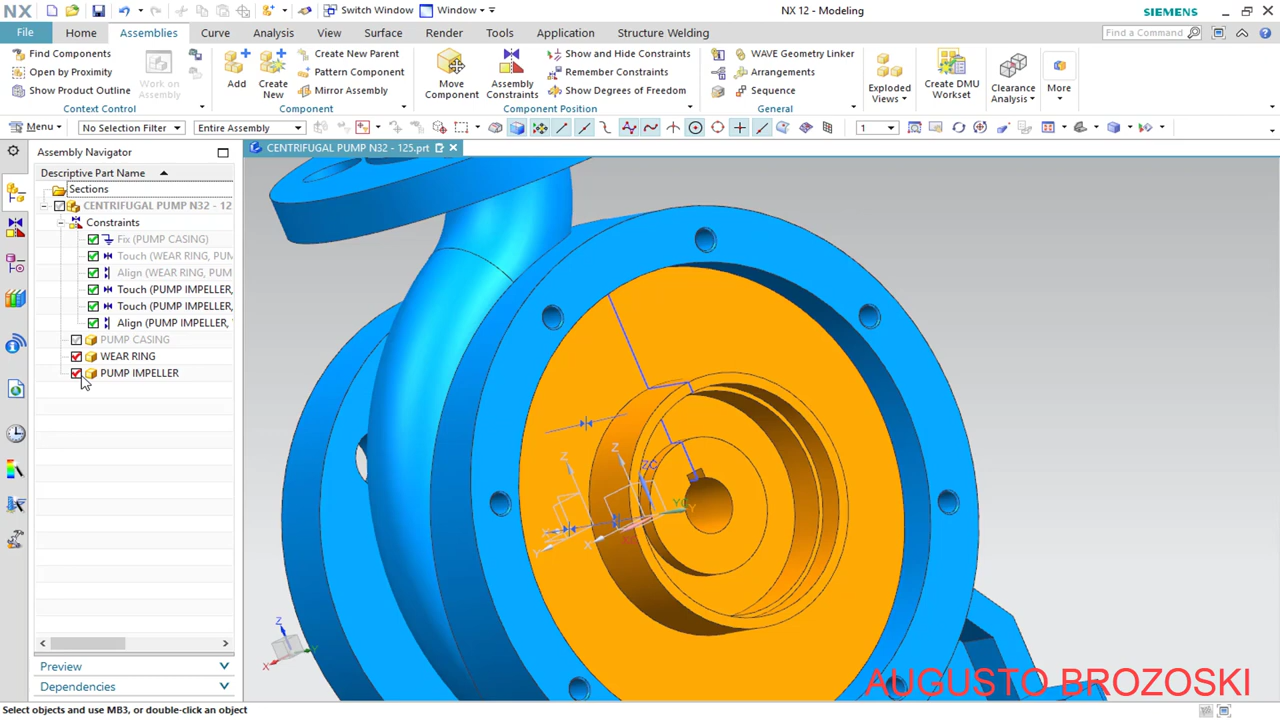 NX Switch Window Window NX 12 - Modeling SIEMENS
File Home Assemblies Curve Analysis View Surface Render Tools Application Structure Welding Find a Command
Find Components
Open by Proximity
Show Product Outline
Work on Assembly
Context Control
Add
Create New
Create New Parent
Pattern Component
Mirror Assembly
Component
Move Component
Assembly Constraints
Show and Hide Constraints
Remember Constraints
Show Degrees of Freedom
Component Position
WAVE Geometry Linker
Arrangements
Sequence
General
Exploded Views
Create DMU Workset
Clearance Analysis
More
Menu No Selection Filter Entire Assembly 1
Assembly Navigator
CENTRIFUGAL PUMP N32 - 125.prt
Descriptive Part Name
Sections
CENTRIFUGAL PUMP N32 - 12
Constraints
Fix (PUMP CASING)
Touch (WEAR RING, PUM
Align (WEAR RING, PUM
Touch (PUMP IMPELLER,
Touch (PUMP IMPELLER,
Align (PUMP IMPELLER,
PUMP CASING
WEAR RING
PUMP IMPELLER
Z
Z
ZC
Y
X
X
Y
Z
X
Preview
Dependencies
AUGUSTO BROZOSKI
Select objects and use MB3, or double-click an object